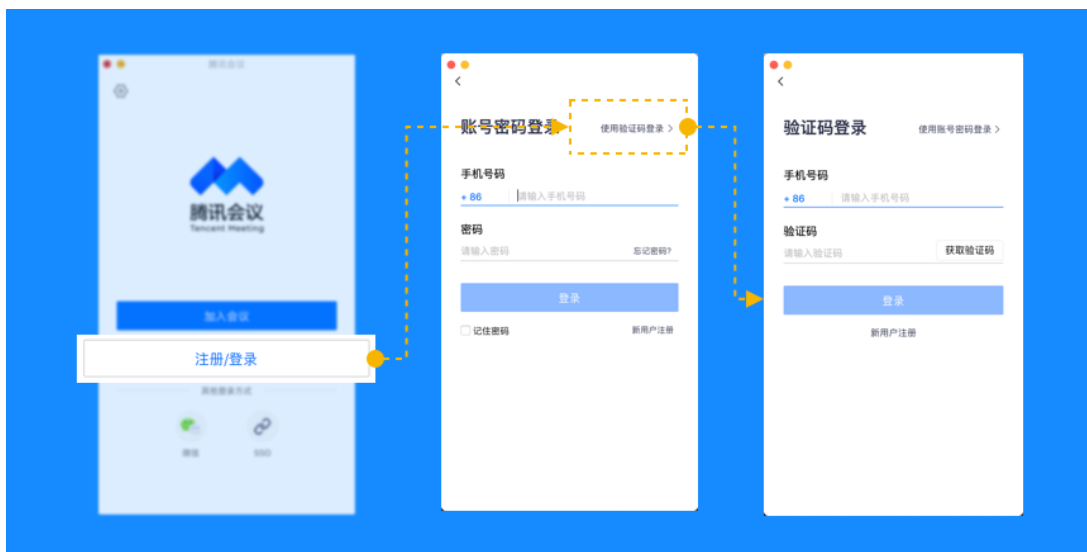 腾讯会议
腾讯会议
Tencent Meeting
加入会议
注册/登录
其他登录方式
微信
SSO
账号密码登录
使用验证码登录 >
手机号码
+ 86 请输入手机号码
密码
请输入密码 忘记密码?
登录
记住密码 新用户注册
验证码登录
使用账号密码登录 >
手机号码
+ 86 请输入手机号码
验证码
请输入验证码 获取验证码
登录
新用户注册